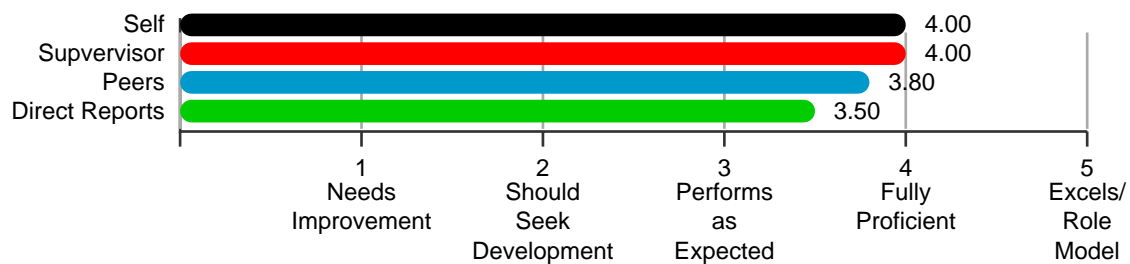 Self 4.00
Supvervisor 4.00
Peers 3.80
Direct Reports 3.50
1 2 3 4 5
Needs Should Performs Fully Excels/
Improvement Seek as Proficient Role
Development Expected Model